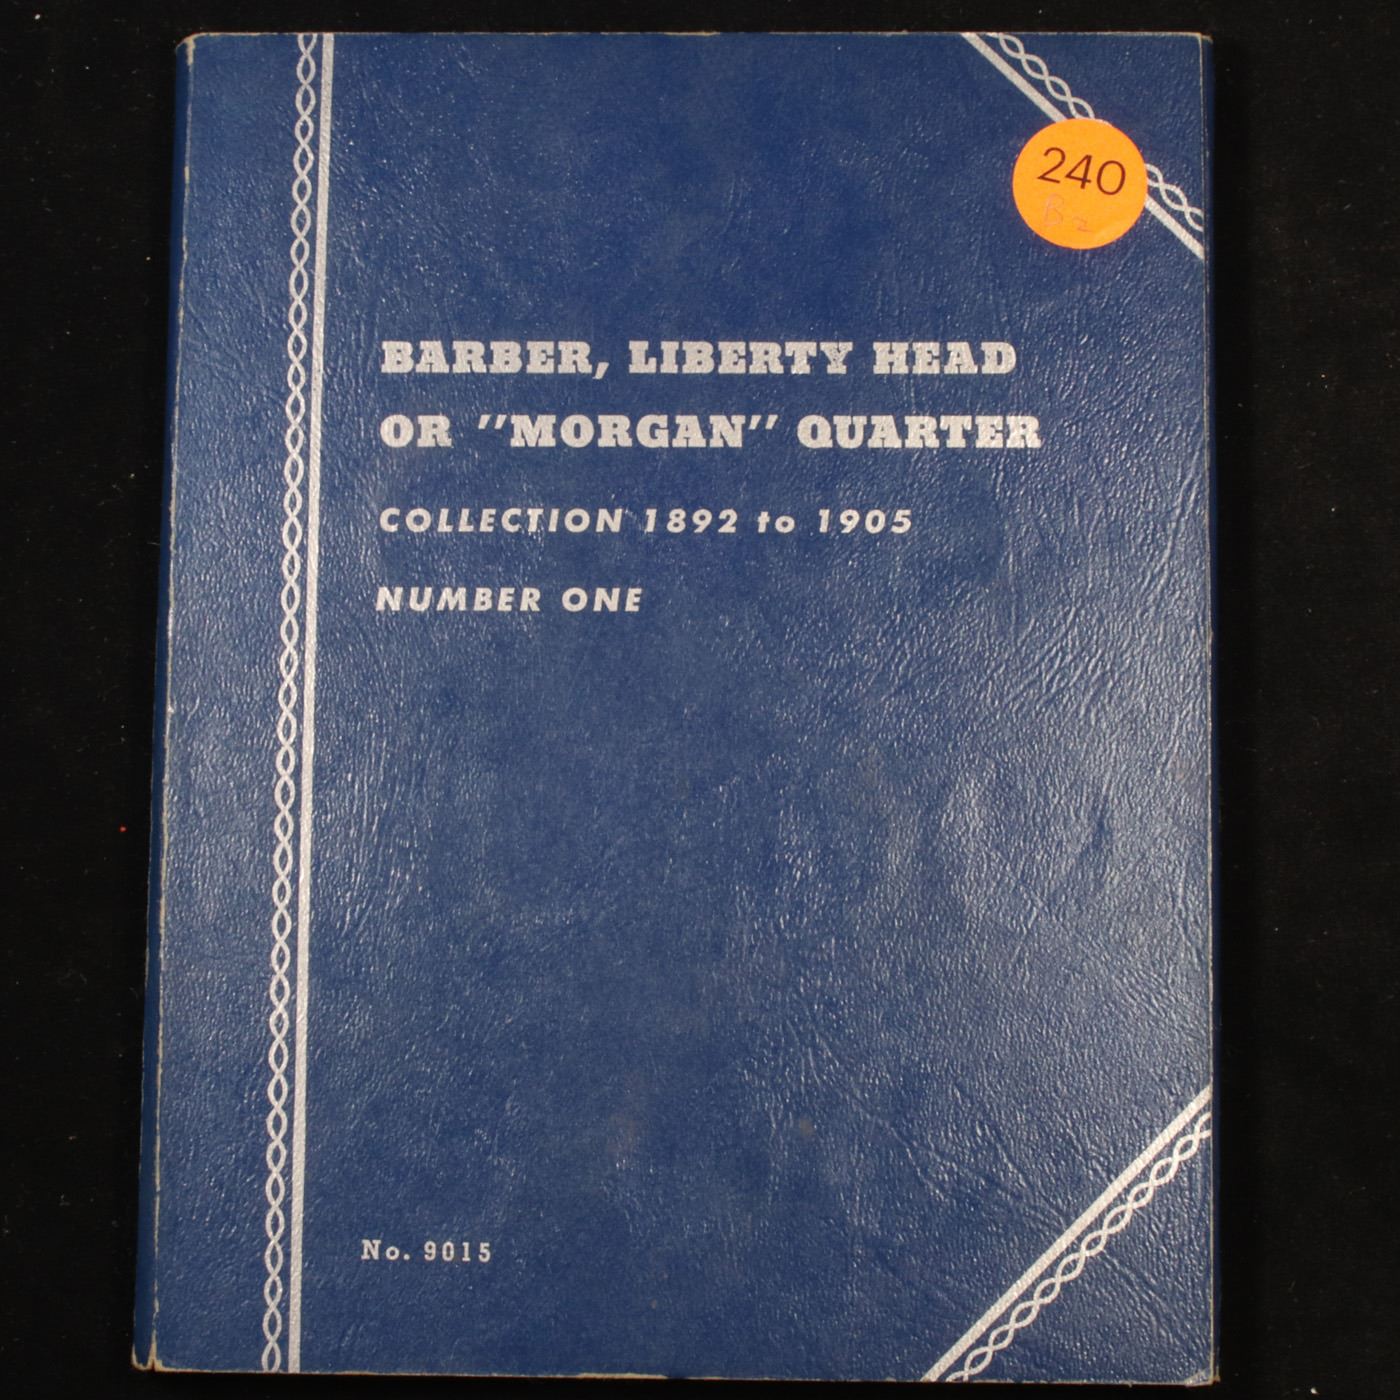 240
BARBER, LIBERTY HEAD
OR "MORGAN" QUARTER
COLLECTION 1892 to 1905
NUMBER ONE
No. 9015